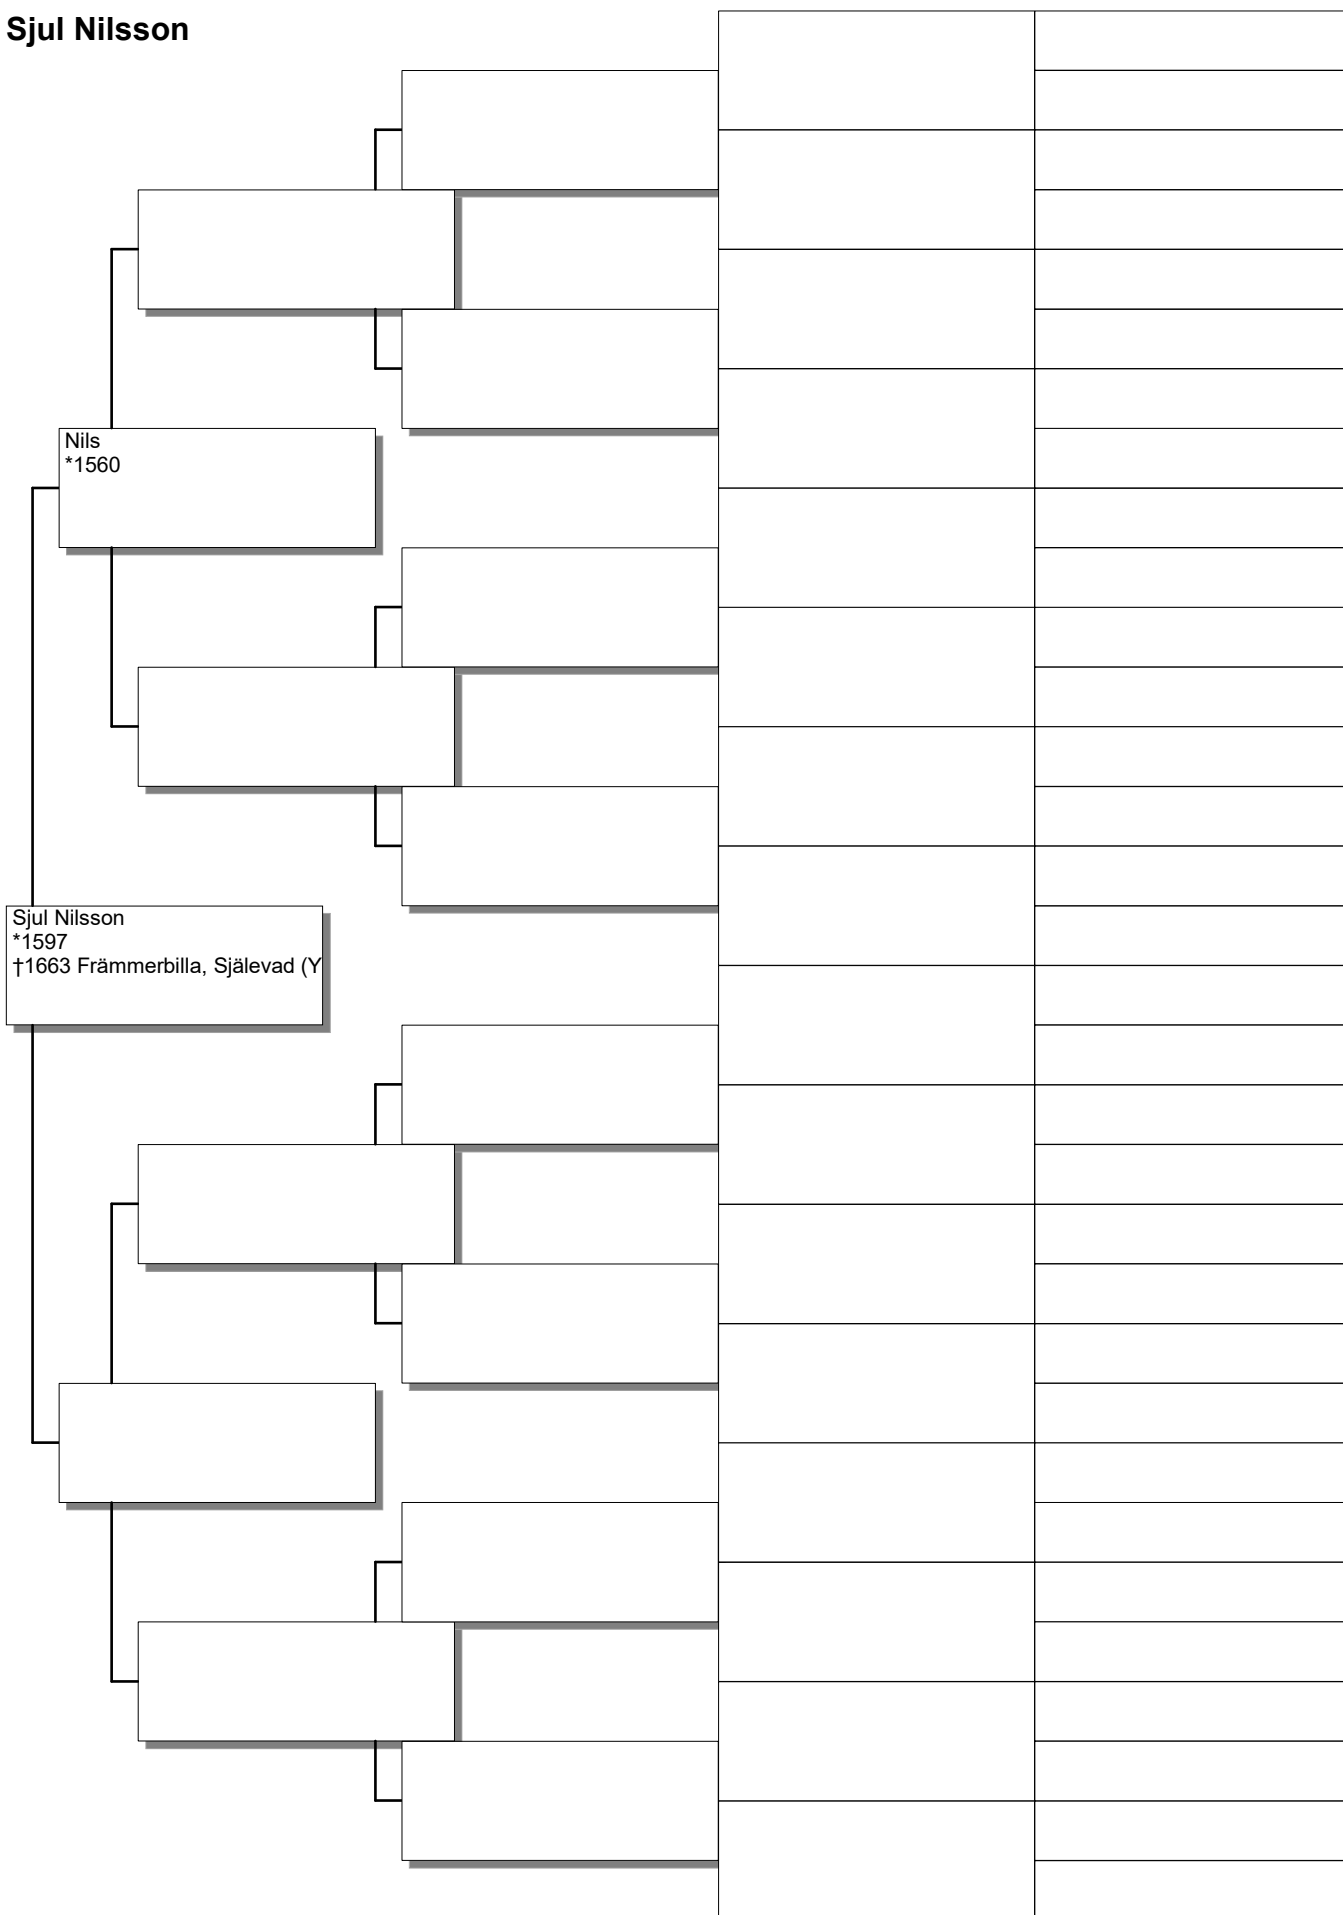 Sjul Nilsson
Nils
*1560
Sjul Nilsson
*1597
†1663 Främmerbilla, Själevad (Y